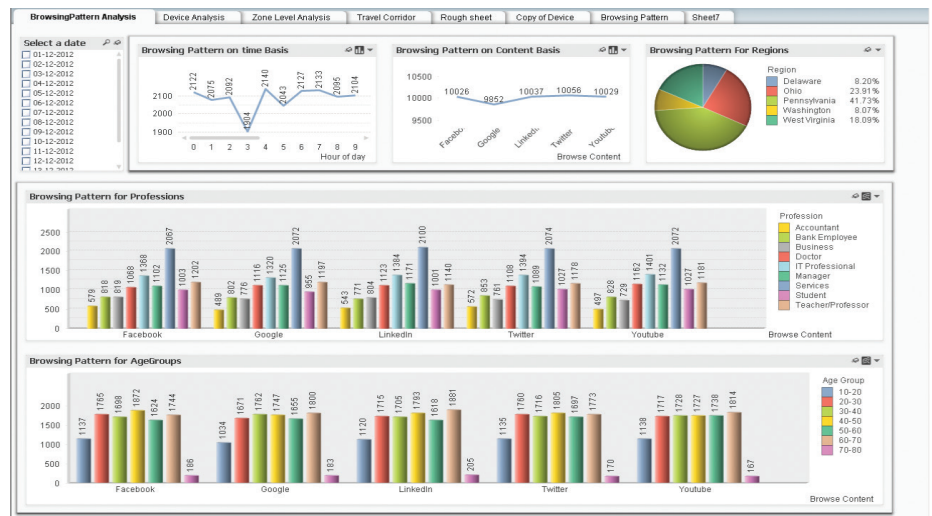 BrowsingPattern Analysis Device Analysis Zone Level Analysis Travel Corridor Rough sheet Copy of Device Browsing Pattern Sheet7
Select a date
01-12-2012
02-12-2012
03-12-2012
04-12-2012
05-12-2012
06-12-2012
07-12-2012
08-12-2012
09-12-2012
10-12-2012
11-12-2012
12-12-2012
13-12-2012
Browsing Pattern on time Basis
2122 2075 2092 1904 2140 2043 2127 2133 2095 2104
2100
2000
1900
0 1 2 3 4 5 6 7 8 9
Hour of day
Browsing Pattern on Content Basis
10500
10000
9500
10026 9852 10037 10056 10029
Facebo.. Google Linkedi.. Twitter Youtub..
Browse Content
Browsing Pattern For Regions
Region
Delaware 8.20%
Ohio 23.91%
Pennsylvania 41.73%
Washington 8.07%
West Virginia 18.09%
Browsing Pattern for Professions
2500
2000
1500
1000
500
0
579 818 819 1068 1368 1102 2067 1003 1202
489 802 776 1116 1320 1125 2072 955 1197
543 771 804 1123 1384 1171 2100 1001 1140
572 853 761 1108 1394 1089 2074 1027 1178
497 828 729 1162 1401 1132 2072 1027 1181
Facebook Google LinkedIn Twitter Youtube
Browse Content
Profession
Accountant
Bank Employee
Business
Doctor
IT Professional
Manager
Services
Student
Teacher/Professor
Browsing Pattern for AgeGroups
2000
1500
1000
500
0
1137 1765 1698 1872 1624 1744 186
1034 1671 1762 1747 1655 1800 183
1120 1715 1705 1793 1618 1881 205
1135 1760 1716 1805 1697 1773 170
1138 1717 1728 1727 1738 1814 167
Facebook Google LinkedIn Twitter Youtube
Browse Content
Age Group
10-20
20-30
30-40
40-50
50-60
60-70
70-80